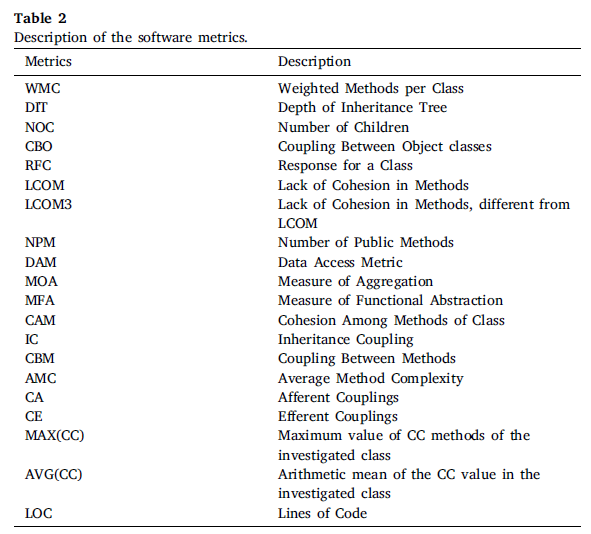 Table 2
Description of the software metrics.
Metrics Description
WMC Weighted Methods per Class
DIT Depth of Inheritance Tree
NOC Number of Children
CBO Coupling Between Object classes
RFC Response for a Class
LCOM Lack of Cohesion in Methods
LCOM3 Lack of Cohesion in Methods, different from
LCOM
NPM Number of Public Methods
DAM Data Access Metric
MOA Measure of Aggregation
MFA Measure of Functional Abstraction
CAM Cohesion Among Methods of Class
IC Inheritance Coupling
CBM Coupling Between Methods
AMC Average Method Complexity
CA Afferent Couplings
CE Efferent Couplings
MAX(CC) Maximum value of CC methods of the
investigated class
AVG(CC) Arithmetic mean of the CC value in the
investigated class
LOC Lines of Code